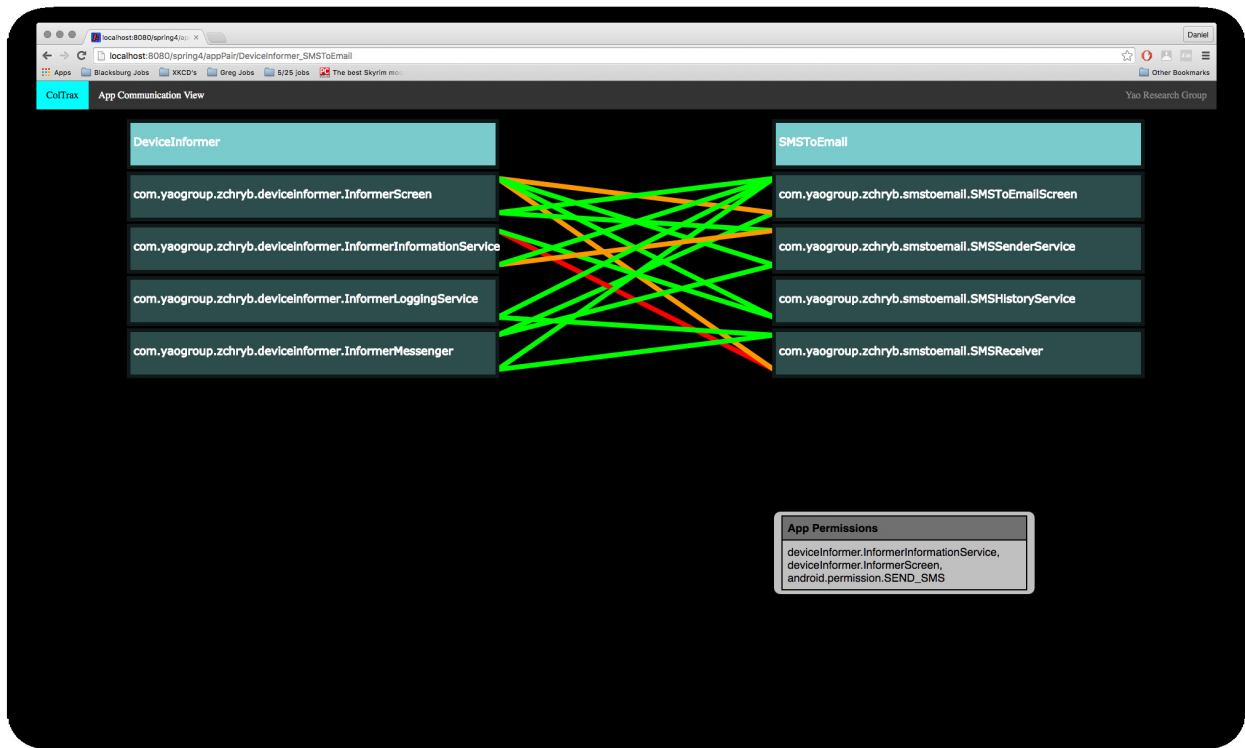 Daniel
localhost:8080/spring4/ap
localhost:8080/spring4/appPair/DeviceInformer_SMSToEmail
Apps Blacksburg Jobs XKCD's Greg Jobs 5/25 jobs The best Skyrim mo
Other Bookmarks
ColTrax App Communication View Yao Research Group
DeviceInformer
SMSToEmail
com.yaogroup.zchryb.deviceinformer.InformerScreen
com.yaogroup.zchryb.smstoemail.SMSToEmailScreen
com.yaogroup.zchryb.deviceinformer.InformerInformationService
com.yaogroup.zchryb.smstoemail.SMSSenderService
com.yaogroup.zchryb.deviceinformer.InformerLoggingService
com.yaogroup.zchryb.smstoemail.SMSHistoryService
com.yaogroup.zchryb.deviceinformer.InformerMessenger
com.yaogroup.zchryb.smstoemail.SMSReceiver
App Permissions
deviceInformer.InformerInformationService,
deviceInformer.InformerScreen,
android.permission.SEND_SMS